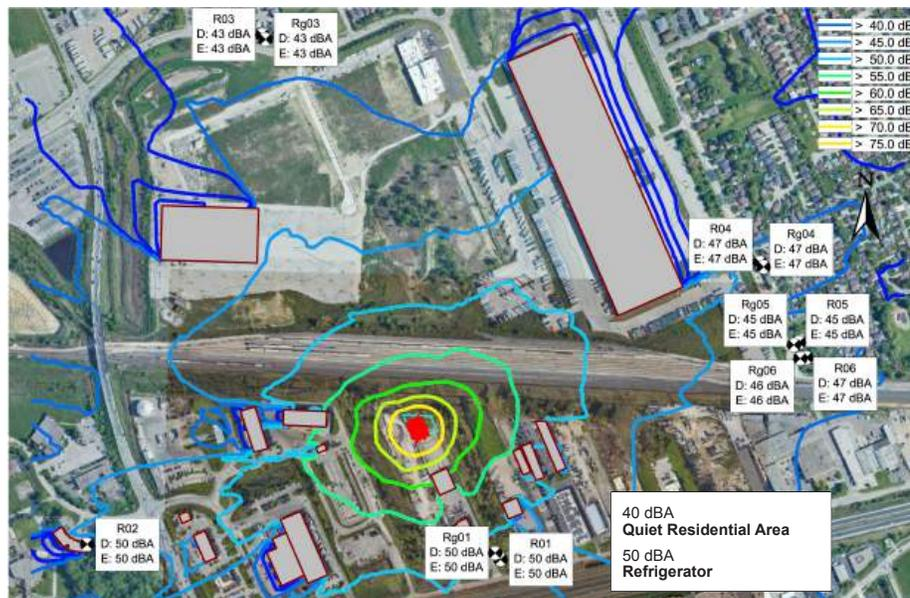 R03
D: 43 dBA
E: 43 dBA
Rg03
D: 43 dBA
E: 43 dBA
> 40.0 dB
> 45.0 dB
> 50.0 dB
> 55.0 dB
> 60.0 dB
> 65.0 dB
> 70.0 dB
> 75.0 dB
N
R04
D: 47 dBA
E: 47 dBA
Rg04
D: 47 dBA
E: 47 dBA
Rg05
D: 45 dBA
E: 45 dBA
R05
D: 45 dBA
E: 45 dBA
Rg06
D: 46 dBA
E: 46 dBA
R06
D: 47 dBA
E: 47 dBA
R02
D: 50 dBA
E: 50 dBA
Rg01
D: 50 dBA
E: 50 dBA
R01
D: 50 dBA
E: 50 dBA
40 dBA
Quiet Residential Area
50 dBA
Refrigerator